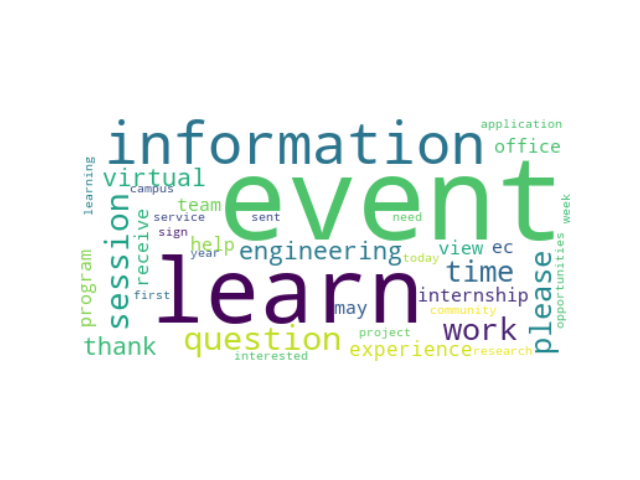 application
information
office
learning
virtual
event
campus
team
week
session
receive
service
sent
need
sign
help
engineering
view
ec
year
today
please
opportunities
program
learn
time
first
may
internship
community
question
work
project
thank
interested
experience
research